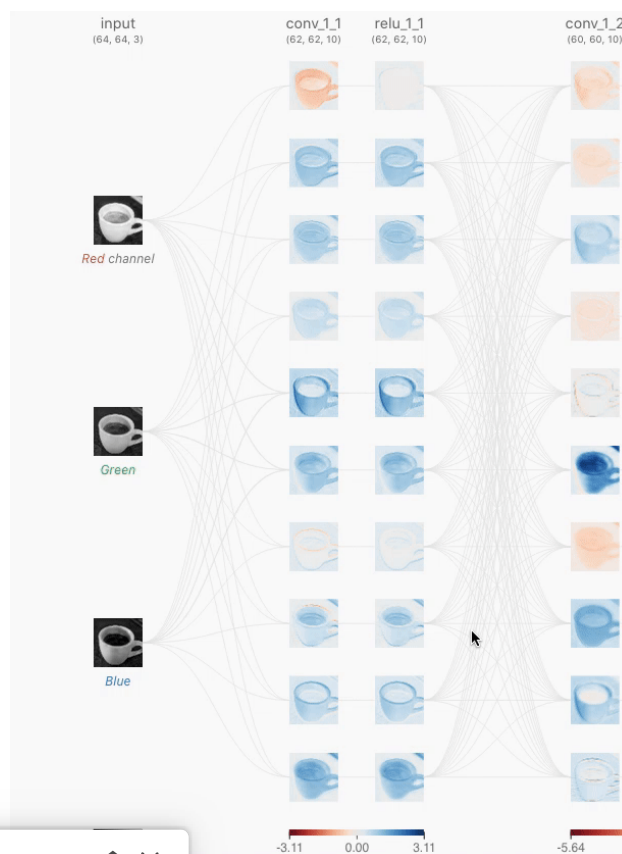 input
(64, 64, 3)
conv_1_1
(62, 62, 10)
relu_1_1
(62, 62, 10)
conv_1_2
(60, 60, 10)
Red channel
Green
Blue
-3.11
0.00
3.11
-5.64